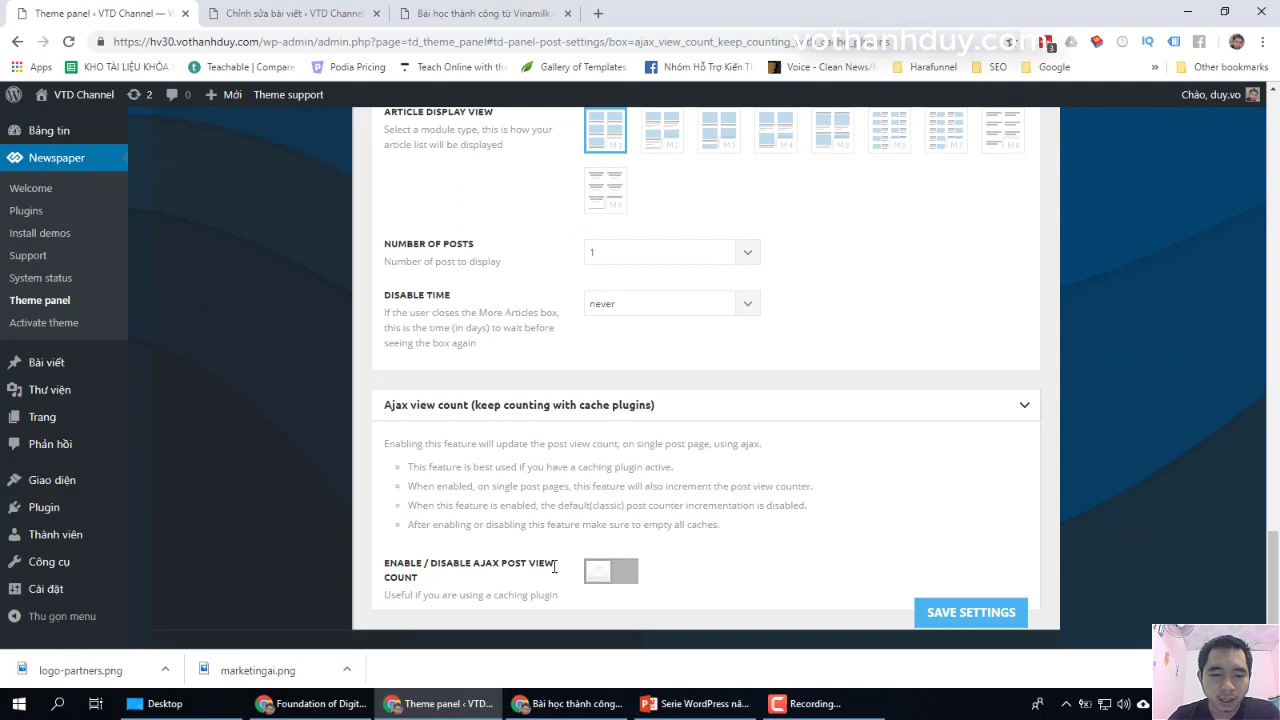 Theme panel ‹ VTD Channel —
Chỉnh sửa bài viết ‹ VTD Channel
Bài học thành công từ Vinamilk -
https://hv30.vothanhduy.com/wp-admin/admin.php?page=td_theme_panel#td-panel-post-settings/box=ajax_view_count_keep_counting_with_cache_plugins
vothanhduy.com
3
Apps
KHO TÀI LIỆU KHÓA
Teachable | Compare
Podia Pricing
Teach Online with the
Gallery of Templates
Nhóm Hỗ Trợ Kiến Th
Voice - Clean News/
Harafunnel
SEO
Google
»
Other bookmarks
VTD Channel
2
0
Mới
Theme support
Chào, duy.vo
Bảng tin
Newspaper
Welcome
Plugins
Install demos
Support
System status
Theme panel
Activate theme
Bài viết
Thư viện
Trang
Phản hồi
Giao diện
Plugin
Thành viên
Công cụ
Cài đặt
Thu gọn menu
ARTICLE DISPLAY VIEW
Select a module type, this is how your
article list will be displayed
M1
M2
M3
M4
M5
M6
M7
M8
M9
NUMBER OF POSTS
Number of post to display
1
DISABLE TIME
If the user closes the More Articles box,
this is the time (in days) to wait before
seeing the box again
never
Ajax view count (keep counting with cache plugins)
Enabling this feature will update the post view count, on single post page, using ajax.
This feature is best used if you have a caching plugin active.
When enabled, on single post pages, this feature will also increment the post view counter.
When this feature is enabled, the default(classic) post counter incrementation is disabled.
After enabling or disabling this feature make sure to empty all caches.
ENABLE / DISABLE AJAX POST VIEW
COUNT
Useful if you are using a caching plugin
SAVE SETTINGS
logo-partners.png
marketingai.png
Desktop
Foundation of Digit...
Theme panel ‹ VTD...
Bài học thành công...
Serie WordPress nâ...
Recording...